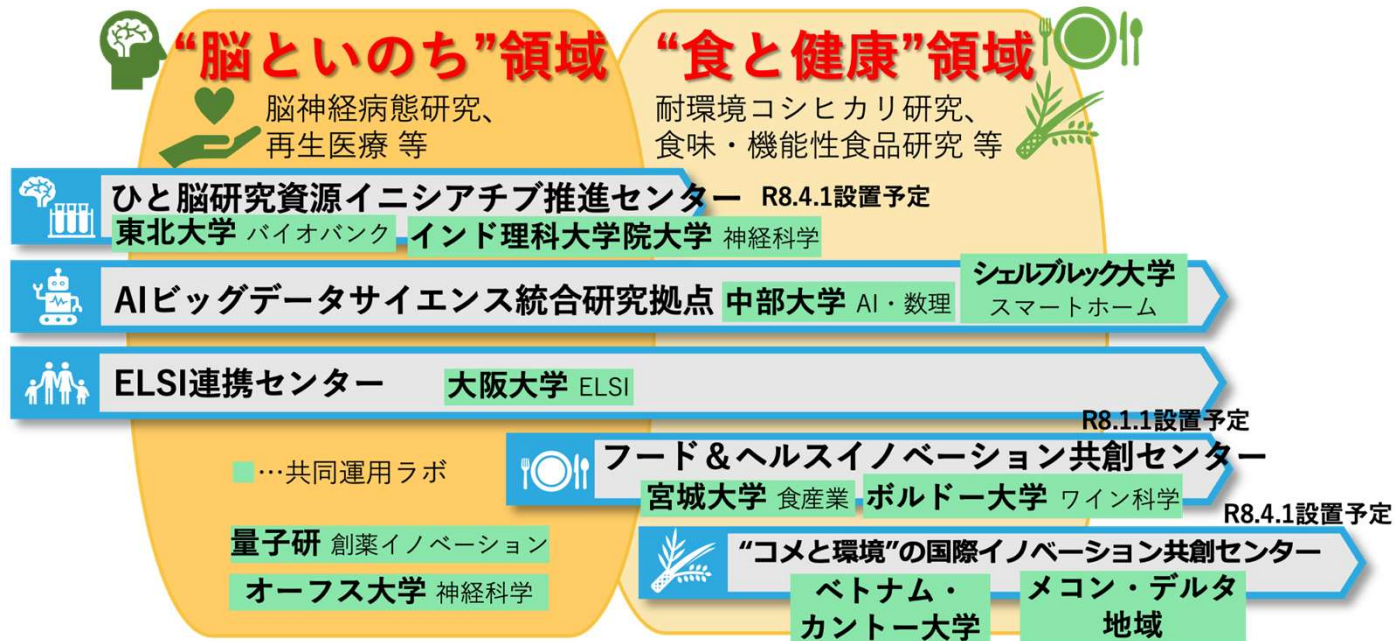 “脳といのち”領域
脳神経病態研究、
再生医療 等
“食と健康”領域
耐環境コシヒカリ研究、
食味・機能性食品研究 等
ひと脳研究資源イニシアチブ推進センター R8.4.1設置予定
東北大学 バイオバンク インド理科大学院大学 神経科学
AIビッグデータサイエンス統合研究拠点 中部大学 AI・数理
シェルブルック大学
スマートホーム
ELSI連携センター 大阪大学 ELSI
R8.1.1設置予定
フード＆ヘルスイノベーション共創センター
宮城大学 食産業 ボルドー大学 ワイン科学
…共同運用ラボ
量子研 創薬イノベーション
オーフス大学 神経科学
R8.4.1設置予定
“コメと環境”の国際イノベーション共創センター
ベトナム・
カントー大学
メコン・デルタ
地域